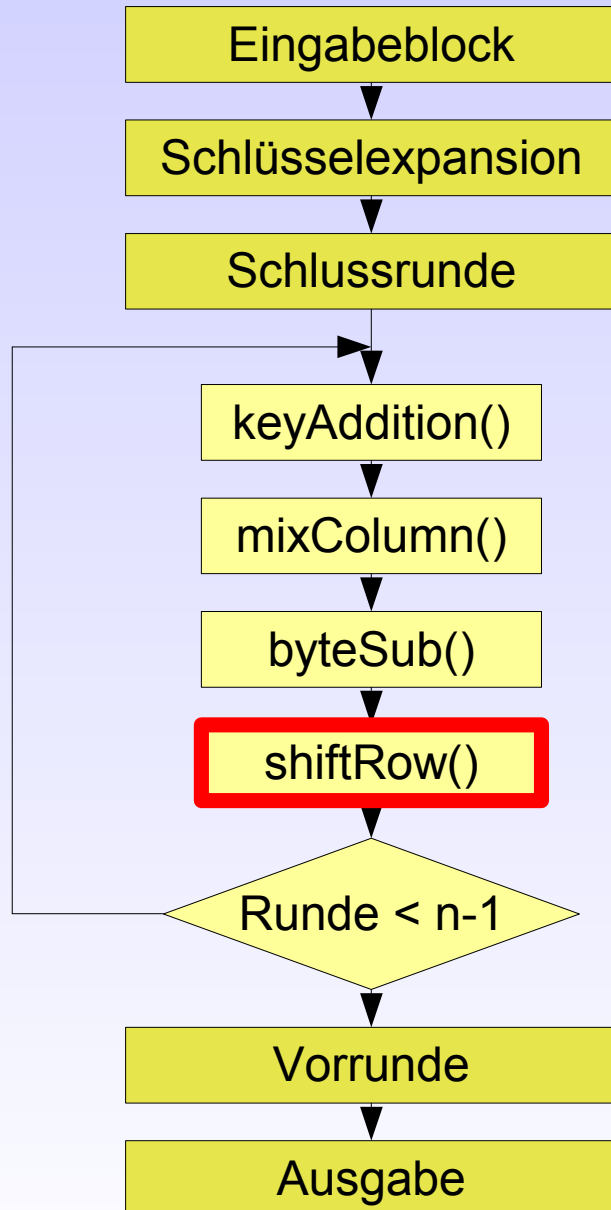 Eingabeblock
Schlüsselexpansion
Schlussrunde
keyAddition()
mixColumn()
byteSub()
shiftRow()
Runde < n-1
Vorrunde
Ausgabe